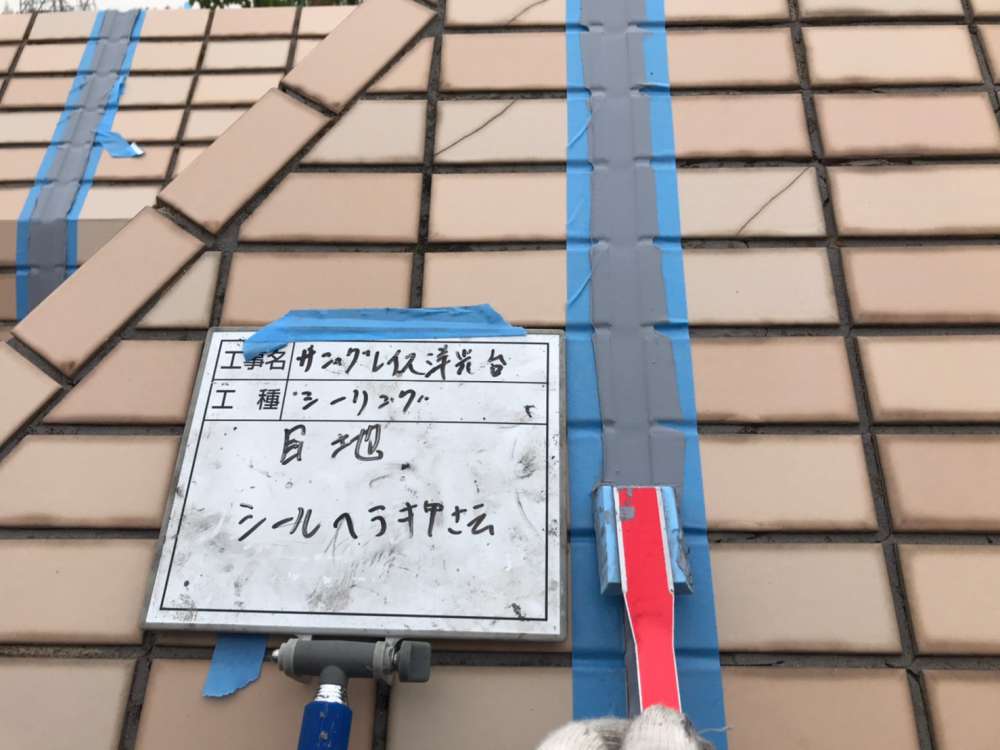 工事名 サングレイス洋光台
工種 シーリング
目地
シールヘラ押さえ